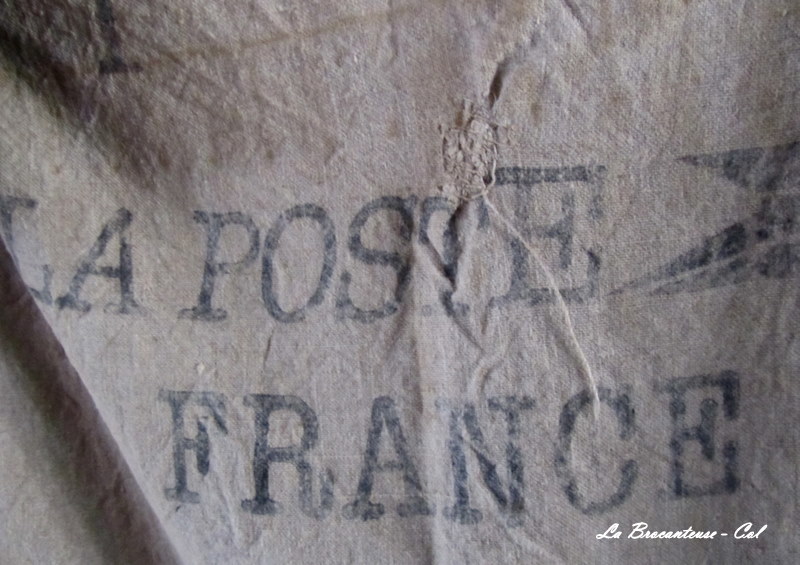 LA POSTE
FRANCE
La Brocanteuse - Col